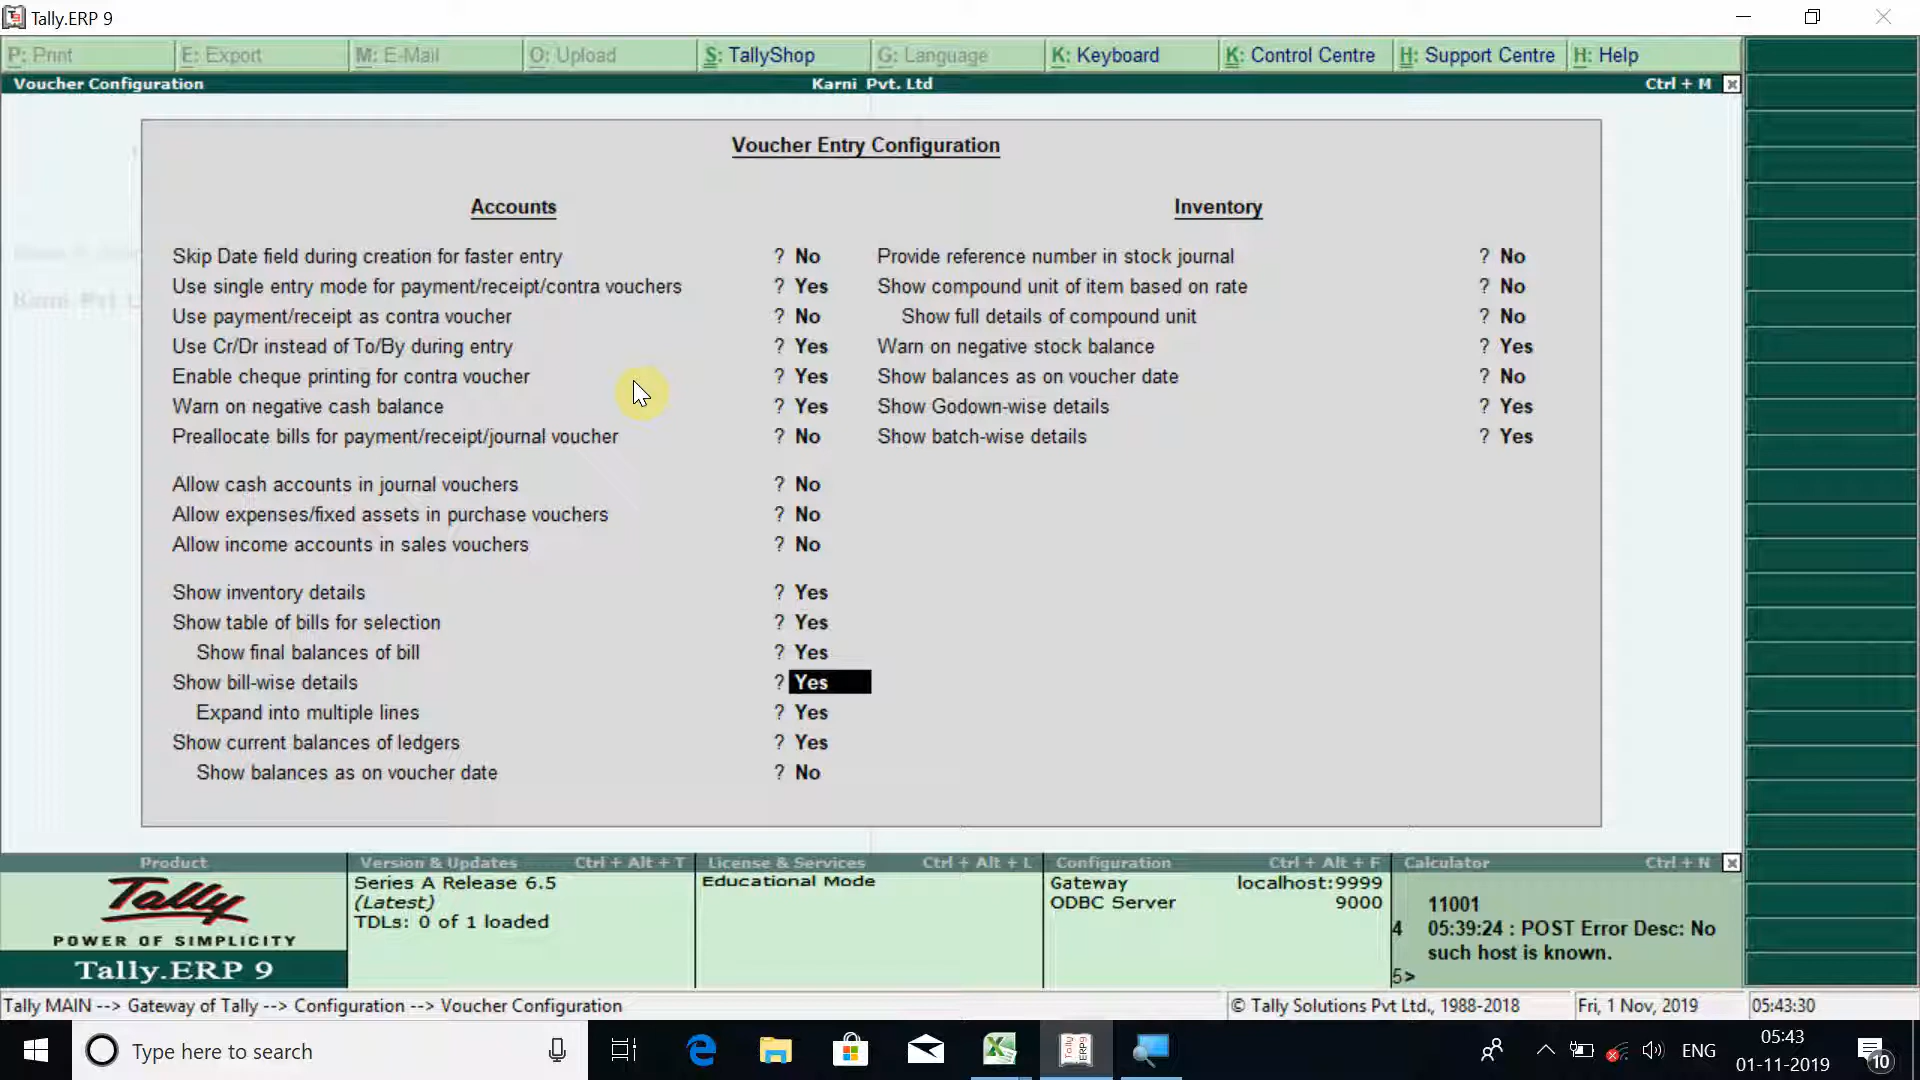 Tally.ERP 9
P: Print E: Export M: E-Mail O: Upload S: TallyShop G: Language K: Keyboard K: Control Centre H: Support Centre H: Help
Voucher Configuration Karni Pvt. Ltd Ctrl + M
Voucher Entry Configuration
Accounts
Skip Date field during creation for faster entry ? No
Use single entry mode for payment/receipt/contra vouchers ? Yes
Use payment/receipt as contra voucher ? No
Use Cr/Dr instead of To/By during entry ? Yes
Enable cheque printing for contra voucher ? Yes
Warn on negative cash balance ? Yes
Preallocate bills for payment/receipt/journal voucher ? No
Allow cash accounts in journal vouchers ? No
Allow expenses/fixed assets in purchase vouchers ? No
Allow income accounts in sales vouchers ? No
Show inventory details ? Yes
Show table of bills for selection ? Yes
Show final balances of bill ? Yes
Show bill-wise details ? Yes
Expand into multiple lines ? Yes
Show current balances of ledgers ? Yes
Show balances as on voucher date ? No
Inventory
Provide reference number in stock journal ? No
Show compound unit of item based on rate ? No
Show full details of compound unit ? No
Warn on negative stock balance ? Yes
Show balances as on voucher date ? No
Show Godown-wise details ? Yes
Show batch-wise details ? Yes
Product
Tally
POWER OF SIMPLICITY
Tally.ERP 9
Version & Updates Ctrl + Alt + T
Series A Release 6.5
(Latest)
TDLs: 0 of 1 loaded
License & Services Ctrl + Alt + L
Educational Mode
Configuration Ctrl + Alt + F
Gateway localhost:9999
ODBC Server 9000
Calculator Ctrl + N
11001
4 05:39:24 : POST Error Desc: No
such host is known.
5>
Tally MAIN --> Gateway of Tally --> Configuration --> Voucher Configuration © Tally Solutions Pvt Ltd., 1988-2018 Fri, 1 Nov, 2019 05:43:30
Type here to search
ENG
05:43
01-11-2019
10